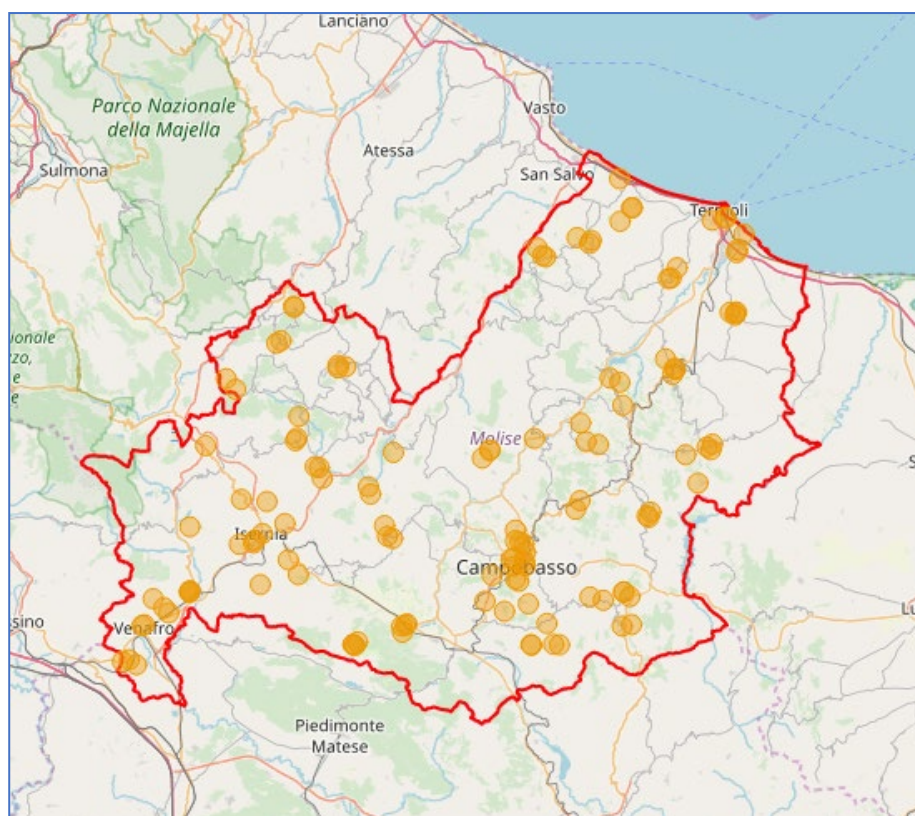 Lanciano
Parco Nazionale
della Majella
Vasto
Atessa
Sulmona
San Salvo
Termoli
ionale
zo,
e
e
Molise
Isernia
Campobasso
Venafro
sino
Piedimonte
Matese